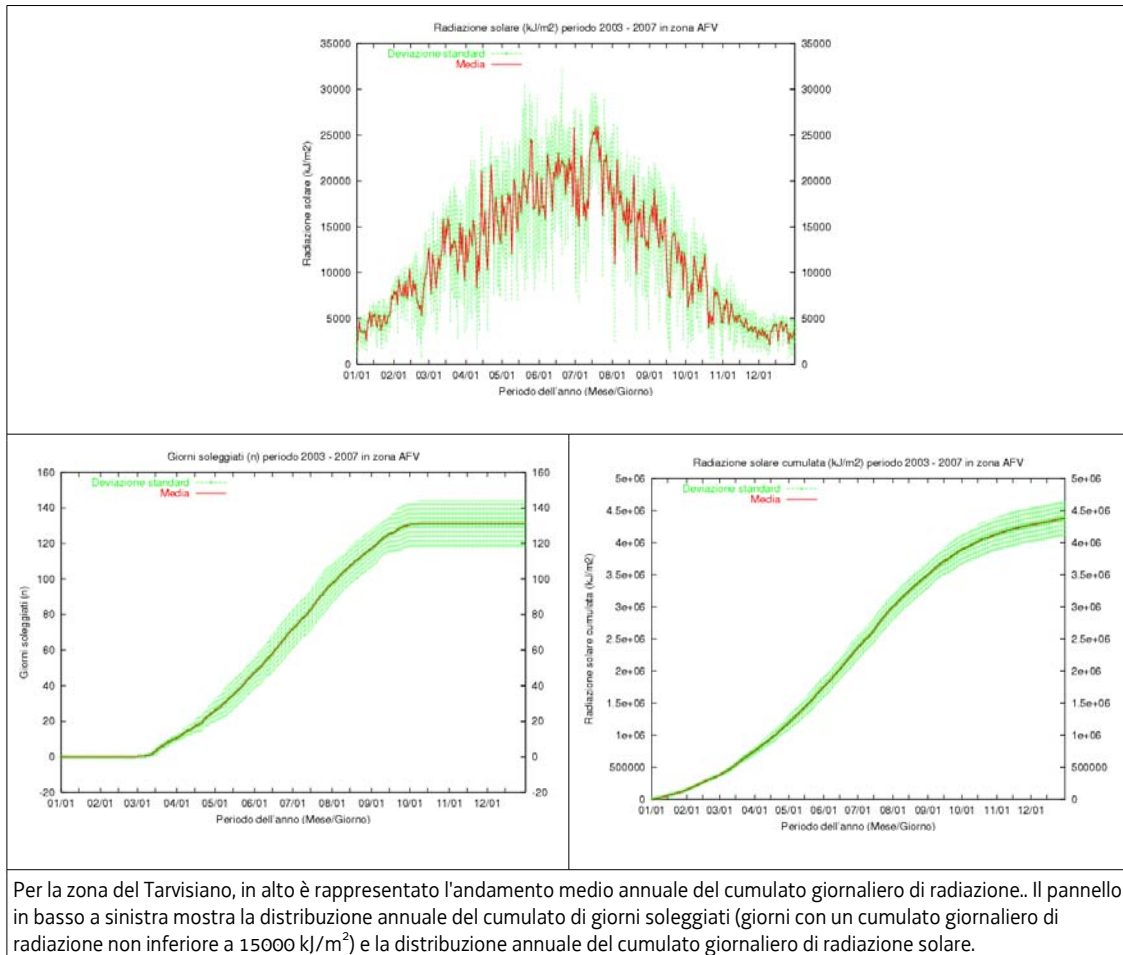 Radiazione solare (kJ/m2) periodo 2003 - 2007 in zona AFV
Deviazione standard
Media
Radiazione solare (kJ/m2)
35000
30000
25000
20000
15000
10000
5000
0
35000
30000
25000
20000
15000
10000
5000
0
01/01 02/01 03/01 04/01 05/01 06/01 07/01 08/01 09/01 10/01 11/01 12/01
Periodo dell'anno (Mese/Giorno)
Giorni soleggiati (n) periodo 2003 - 2007 in zona AFV
Deviazione standard
Media
Giorni soleggiati (n)
160
140
120
100
80
60
40
20
0
-20
160
140
120
100
80
60
40
20
0
-20
01/01 02/01 03/01 04/01 05/01 06/01 07/01 08/01 09/01 10/01 11/01 12/01
Periodo dell'anno (Mese/Giorno)
Radiazione solare cumulata (kJ/m2) periodo 2003 - 2007 in zona AFV
Deviazione standard
Media
Radiazione solare cumulata (kJ/m2)
5e+06
4.5e+06
4e+06
3.5e+06
3e+06
2.5e+06
2e+06
1.5e+06
1e+06
500000
0
5e+06
4.5e+06
4e+06
3.5e+06
3e+06
2.5e+06
2e+06
1.5e+06
1e+06
500000
0
01/01 02/01 03/01 04/01 05/01 06/01 07/01 08/01 09/01 10/01 11/01 12/01
Periodo dell'anno (Mese/Giorno)
Per la zona del Tarvisiano, in alto è rappresentato l'andamento medio annuale del cumulato giornaliero di radiazione.. Il pannello
in basso a sinistra mostra la distribuzione annuale del cumulato di giorni soleggiati (giorni con un cumulato giornaliero di
radiazione non inferiore a 15000 kJ/m²) e la distribuzione annuale del cumulato giornaliero di radiazione solare.